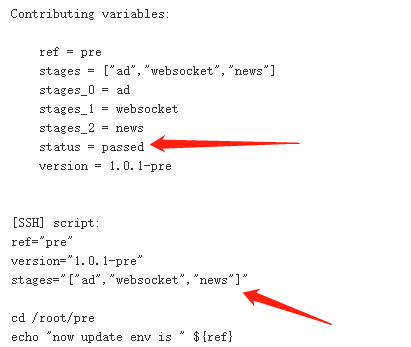 Contributing variables:
ref = pre
stages = ["ad","websocket","news"]
stages_0 = ad
stages_1 = websocket
stages_2 = news
status = passed
version = 1.0.1-pre
[SSH] script:
ref="pre"
version="1.0.1-pre"
stages="["ad","websocket","news"]"
cd /root/pre
echo "now update env is " ${ref}